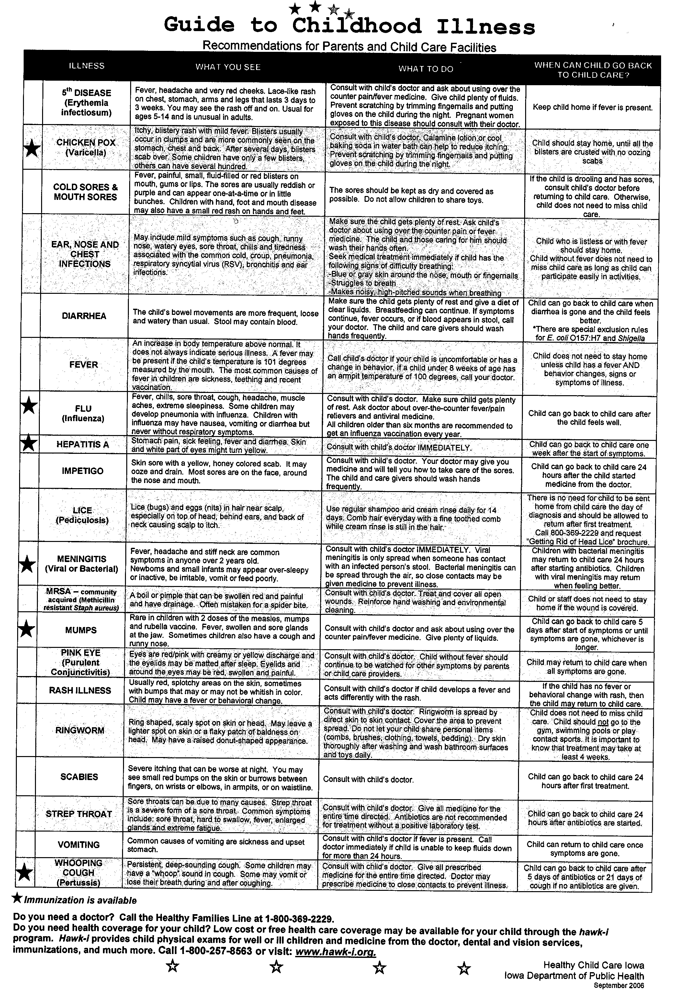 Guide to Childhood Illness
Recommendations for Parents and Child Care Facilities
ILLNESS
WHAT YOU SEE
WHAT TO DO
WHEN CAN CHILD GO BACK
TO CHILD CARE?
5th DISEASE
(Erythemia
infectiosum)
Fever, headache and very red cheeks. Lace-like rash
on chest, stomach, arms and legs that lasts 3 days to
3 weeks. You may see the rash off and on. Usual for
ages 5-14 and is unusual in adults.
Consult with child's doctor and ask about using over the
counter pain/fever medicine. Give child plenty of fluids.
Prevent scratching by trimming fingernails and putting
gloves on the child during the night. Pregnant women
exposed to this disease should consult with their doctor.
Keep child home if fever is present.
CHICKEN POX
(Varicella)
Itchy, blistery rash with mild fever. Blisters usually
occur in clumps and are more commonly seen on the
stomach, chest and back. After several days, blisters
scab over. Some children have only a few blisters,
others can have several hundred.
Consult with child's doctor. Calamine lotion or cool
baking soda in water bath can help to reduce itching.
Prevent scratching by trimming fingernails and putting
gloves on the child during the night.
Child should stay home, until all the
blisters are crusted with no oozing
scabs
COLD SORES &
MOUTH SORES
Fever, painful, small, fluid-filled or red blisters on
mouth, gums or lips. The sores are usually reddish or
purple and can appear one-at-a-time or in little
bunches. Children with hand, foot and mouth disease
may also have a small red rash on hands and feet.
The sores should be kept as dry and covered as
possible. Do not allow children to share toys.
If the child is drooling and has sores,
consult child's doctor before
returning to child care. Otherwise,
child does not need to miss child
care.
EAR, NOSE AND
CHEST
INFECTIONS
May include mild symptoms such as cough, runny
nose, watery eyes, sore throat, chills and tiredness
associated with the common cold, croup, pneumonia,
respiratory syncytial virus (RSV), bronchitis and ear
infections.
Make sure the child gets plenty of rest. Ask child's
doctor about using over the counter pain or fever
medicine. The child and those caring for him should
wash their hands often.
Seek medical treatment immediately if child has the
following signs of difficulty breathing:
-Blue or gray skin around the nose, mouth or fingernails
-Struggles to breath
-Makes noisy, high-pitched sounds when breathing
Child who is listless or with fever
should stay home.
Child without fever does not need to
miss child care as long as child can
participate easily in activities.
DIARRHEA
The child's bowel movements are more frequent, loose
and watery than usual. Stool may contain blood.
Make sure the child gets plenty of rest and give a diet of
clear liquids. Breastfeeding can continue. If symptoms
continue, fever occurs, or if blood appears in stool, call
your doctor. The child and care givers should wash
hands frequently.
Child can go back to child care when
diarrhea is gone and the child feels
better.
*There are special exclusion rules
for E. coli O157:H7 and Shigella
FEVER
An increase in body temperature above normal. It
does not always indicate serious illness. A fever may
be present if the child's temperature is 101 degrees
measured by the mouth. The most common causes of
fever in children are sickness, teething and recent
vaccination.
Call child's doctor if your child is uncomfortable or has a
change in behavior. If a child under 8 weeks of age has
an armpit temperature of 100 degrees, call your doctor.
Child does not need to stay home
unless child has a fever AND
behavior changes, signs or
symptoms of illness.
FLU
(Influenza)
Fever, chills, sore throat, cough, headache, muscle
aches, extreme sleepiness. Some children may
develop pneumonia with influenza. Children with
influenza may have nausea, vomiting or diarrhea but
never without respiratory symptoms.
Consult with child's doctor. Make sure child gets plenty
of rest. Ask doctor about over-the-counter fever/pain
relievers and antiviral medicine.
All children older than six months are recommended to
get an influenza vaccination every year.
Child can go back to child care after
the child feels well.
HEPATITIS A
Stomach pain, sick feeling, fever and diarrhea. Skin
and white part of eyes might turn yellow.
Consult with child's doctor IMMEDIATELY.
Child can go back to child care one
week after the start of symptoms.
IMPETIGO
Skin sore with a yellow, honey colored scab. It may
ooze and drain. Most sores are on the face, around
the nose and mouth.
Consult with child's doctor. Your doctor may give you
medicine and will tell you how to take care of the sores.
The child and care givers should wash hands
frequently.
Child can go back to child care 24
hours after the child started
medicine from the doctor.
LICE
(Pediculosis)
Lice (bugs) and eggs (nits) in hair near scalp,
especially on top of head, behind ears, and back of
neck causing scalp to itch.
Use regular shampoo and cream rinse daily for 14
days. Comb hair everyday with a fine toothed comb
while cream rinse is still in the hair.
There is no need for child to be sent
home from child care the day of
diagnosis and should be allowed to
return after first treatment.
Call 800-369-2229 and request
"Getting Rid of Head Lice" brochure.
MENINGITIS
(Viral or Bacterial)
Fever, headache and stiff neck are common
symptoms in anyone over 2 years old.
Newborns and small infants may appear over-sleepy
or inactive, be irritable, vomit or feed poorly.
Consult with child's doctor IMMEDIATELY. Viral
meningitis is only spread when someone has contact
with an infected person's stool. Bacterial meningitis can
be spread through the air, so close contacts may be
given medicine to prevent illness.
Children with bacterial meningitis
may return to child care 24 hours
after starting antibiotics. Children
with viral meningitis may return
when feeling better.
MRSA – community
acquired (Methicillin
resistant Staph aureus)
A boil or pimple that can be swollen red and painful
and have drainage. Often mistaken for a spider bite.
Consult with child's doctor. Treat and cover all open
wounds. Reinforce hand washing and environmental
cleaning.
Child or staff does not need to stay
home if the wound is covered.
MUMPS
Rare in children with 2 doses of the measles, mumps
and rubella vaccine. Fever, swollen and sore glands
at the jaw. Sometimes children also have a cough and
runny nose.
Consult with child's doctor and ask about using over the
counter pain/fever medicine. Give plenty of liquids.
Child can go back to child care 5
days after start of symptoms or until
symptoms are gone, whichever is
longer.
PINK EYE
(Purulent
Conjunctivitis)
Eyes are red/pink with creamy or yellow discharge and
the eyelids may be matted after sleep. Eyelids and
around the eyes may be red, swollen and painful.
Consult with child's doctor. Child without fever should
continue to be watched for other symptoms by parents
or child care providers.
Child may return to child care when
all symptoms are gone.
RASH ILLNESS
Usually red, splotchy areas on the skin, sometimes
with bumps that may or may not be whitish in color.
Child may have a fever or behavioral change.
Consult with child's doctor if child develops a fever and
acts differently with the rash.
If the child has no fever or
behavioral change with rash, then
the child may return to child care.
RINGWORM
Ring shaped, scaly spot on skin or head. May leave a
lighter spot on skin or a flaky patch of baldness on
head. May have a raised donut-shaped appearance.
Consult with child's doctor. Ringworm is spread by
direct skin to skin contact. Cover the area to prevent
spread. Do not let your child share personal items
(combs, brushes, clothing, towels, bedding). Dry skin
thoroughly after washing and wash bathroom surfaces
and toys daily.
Child does not need to miss child
care. Child should not go to the
gym, swimming pools or play
contact sports. It is important to
know that treatment may take at
least 4 weeks.
SCABIES
Severe itching that can be worse at night. You may
see small red bumps on the skin or burrows between
fingers, on wrists or elbows, in armpits, or on waistline.
Consult with child's doctor.
Child can go back to child care 24
hours after first treatment.
STREP THROAT
Sore throats can be due to many causes. Strep throat
is a severe form of a sore throat. Common symptoms
include: sore throat, hard to swallow, fever, enlarged
glands and extreme fatigue.
Consult with child's doctor. Give all medicine for the
entire time directed. Antibiotics are not recommended
for treatment without a positive laboratory test.
Child can go back to child care 24
hours after antibiotics are started.
VOMITING
Common causes of vomiting are sickness and upset
stomach.
Consult with child's doctor if fever is present. Call
doctor immediately if child is unable to keep fluids down
for more than 24 hours.
Child can return to child care once
symptoms are gone.
WHOOPING
COUGH
(Pertussis)
Persistent, deep-sounding cough. Some children may
have a "whoop" sound in cough. Some may vomit or
lose their breath during and after coughing.
Consult with child's doctor. Give all prescribed
medicine for the entire time directed. Doctor may
prescribe medicine to close contacts to prevent illness.
Child can go back to child care after
5 days of antibiotics or 21 days of
cough if no antibiotics are given.
★ Immunization is available
Do you need a doctor? Call the Healthy Families Line at 1-800-369-2229.
Do you need health coverage for your child? Low cost or free health care coverage may be available for your child through the hawk-i
program. Hawk-i provides child physical exams for well or ill children and medicine from the doctor, dental and vision services,
immunizations, and much more. Call 1-800-257-8563 or visit: www.hawk-i.org.
Healthy Child Care Iowa
Iowa Department of Public Health
September 2006